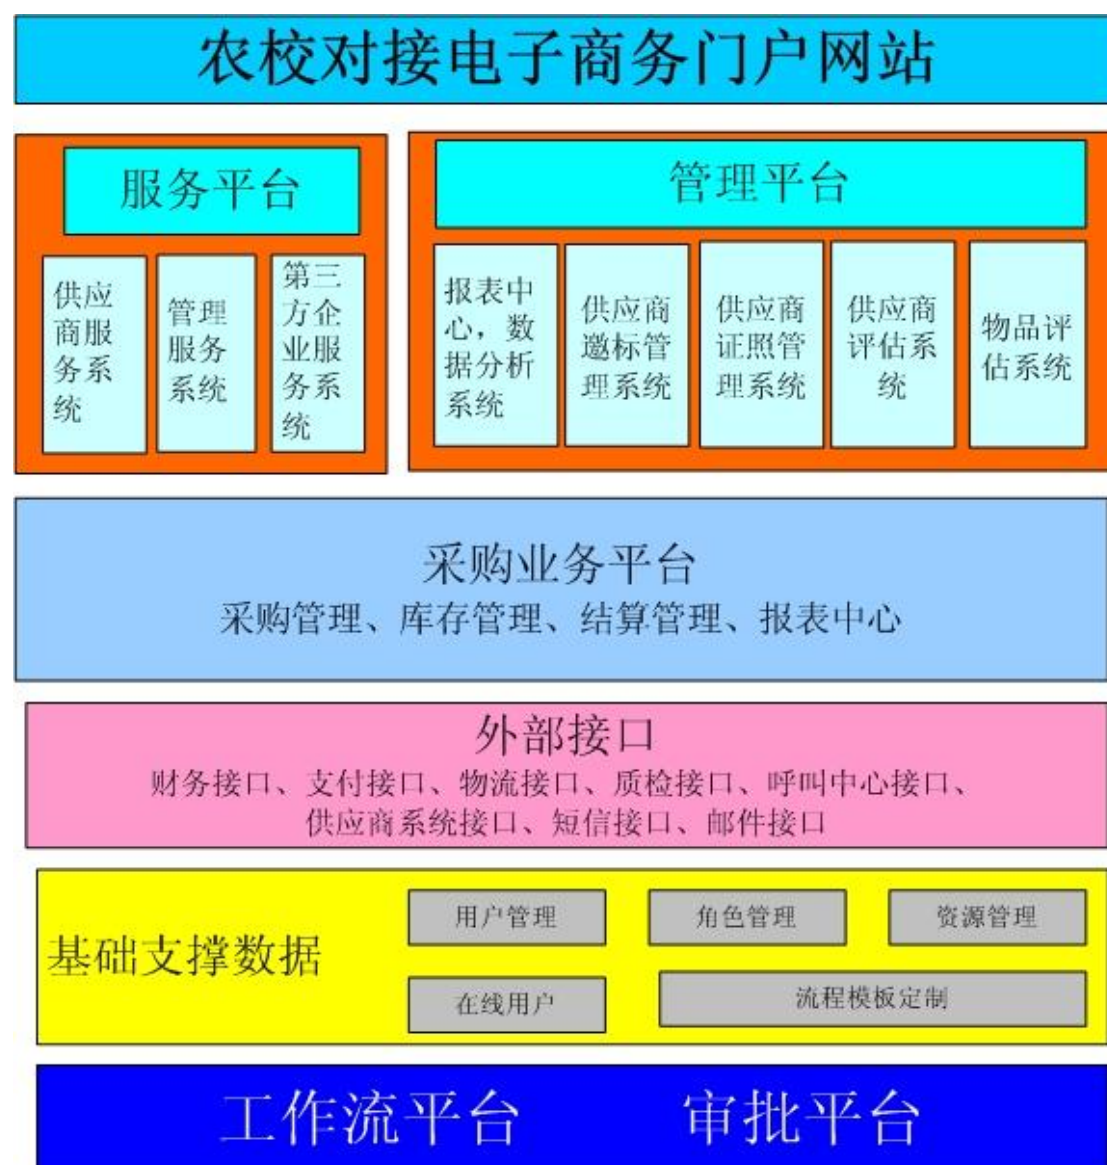 农校对接电子商务门户网站
服务平台
管理平台
供应
商服
务系
统
管理
服务
系统
第三
方企
业服
务系
统
报表中
心，数
据分析
系统
供应商
邀标管
理系统
供应商
证照管
理系统
供应商
评估系
统
物品评
估系统
采购业务平台
采购管理、库存管理、结算管理、报表中心
外部接口
财务接口、支付接口、物流接口、质检接口、呼叫中心接口、
供应商系统接口、短信接口、邮件接口
基础支撑数据
用户管理
角色管理
资源管理
在线用户
流程模板定制
工作流平台 审批平台